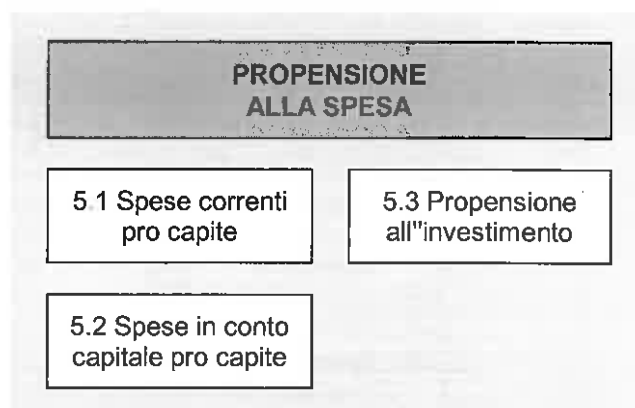 PROPENSIONE
ALLA SPESA
5.1 Spese correnti
pro capite
5.3 Propensione
all"investimento
5.2 Spese in conto
capitale pro capite